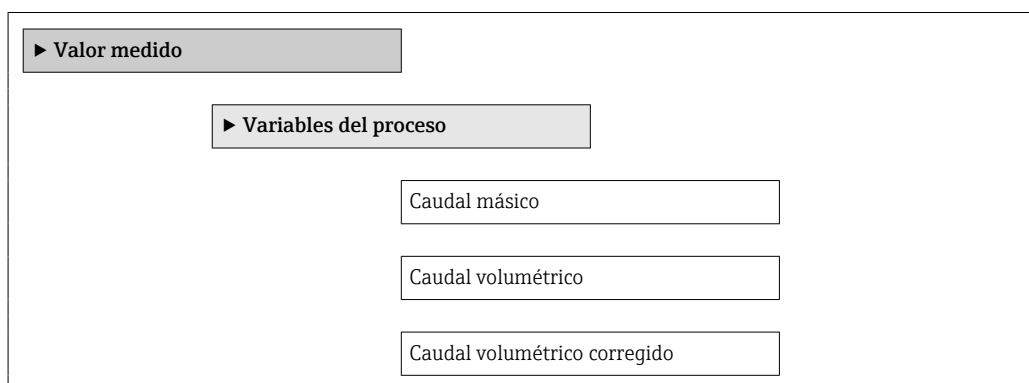 ▶ Valor medido
▶ Variables del proceso
Caudal másico
Caudal volumétrico
Caudal volumétrico corregido